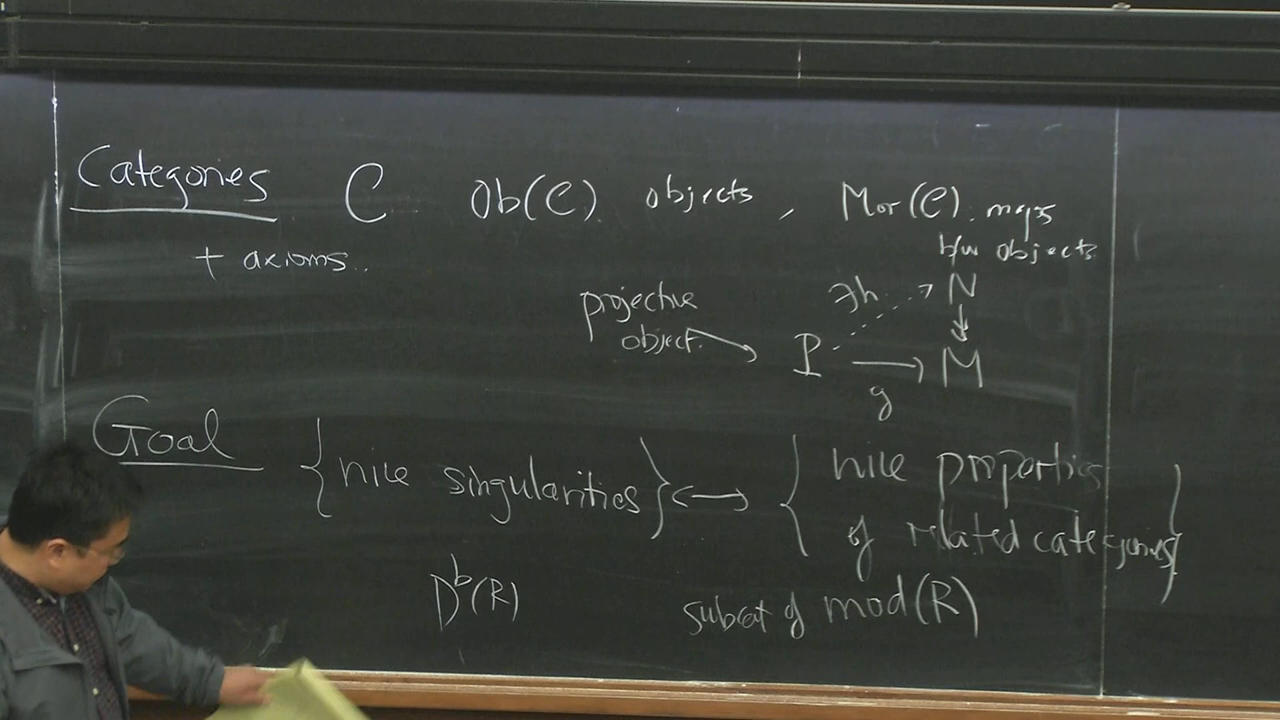 Categories C Ob(C). objects, Mor(C). maps
b/w objects
+ axioms..
∃h N
projective
object. P → M
g
Goal {nice singularities} ↔ {nice properties
of related categories}
D^b(R) subcat of mod(R)